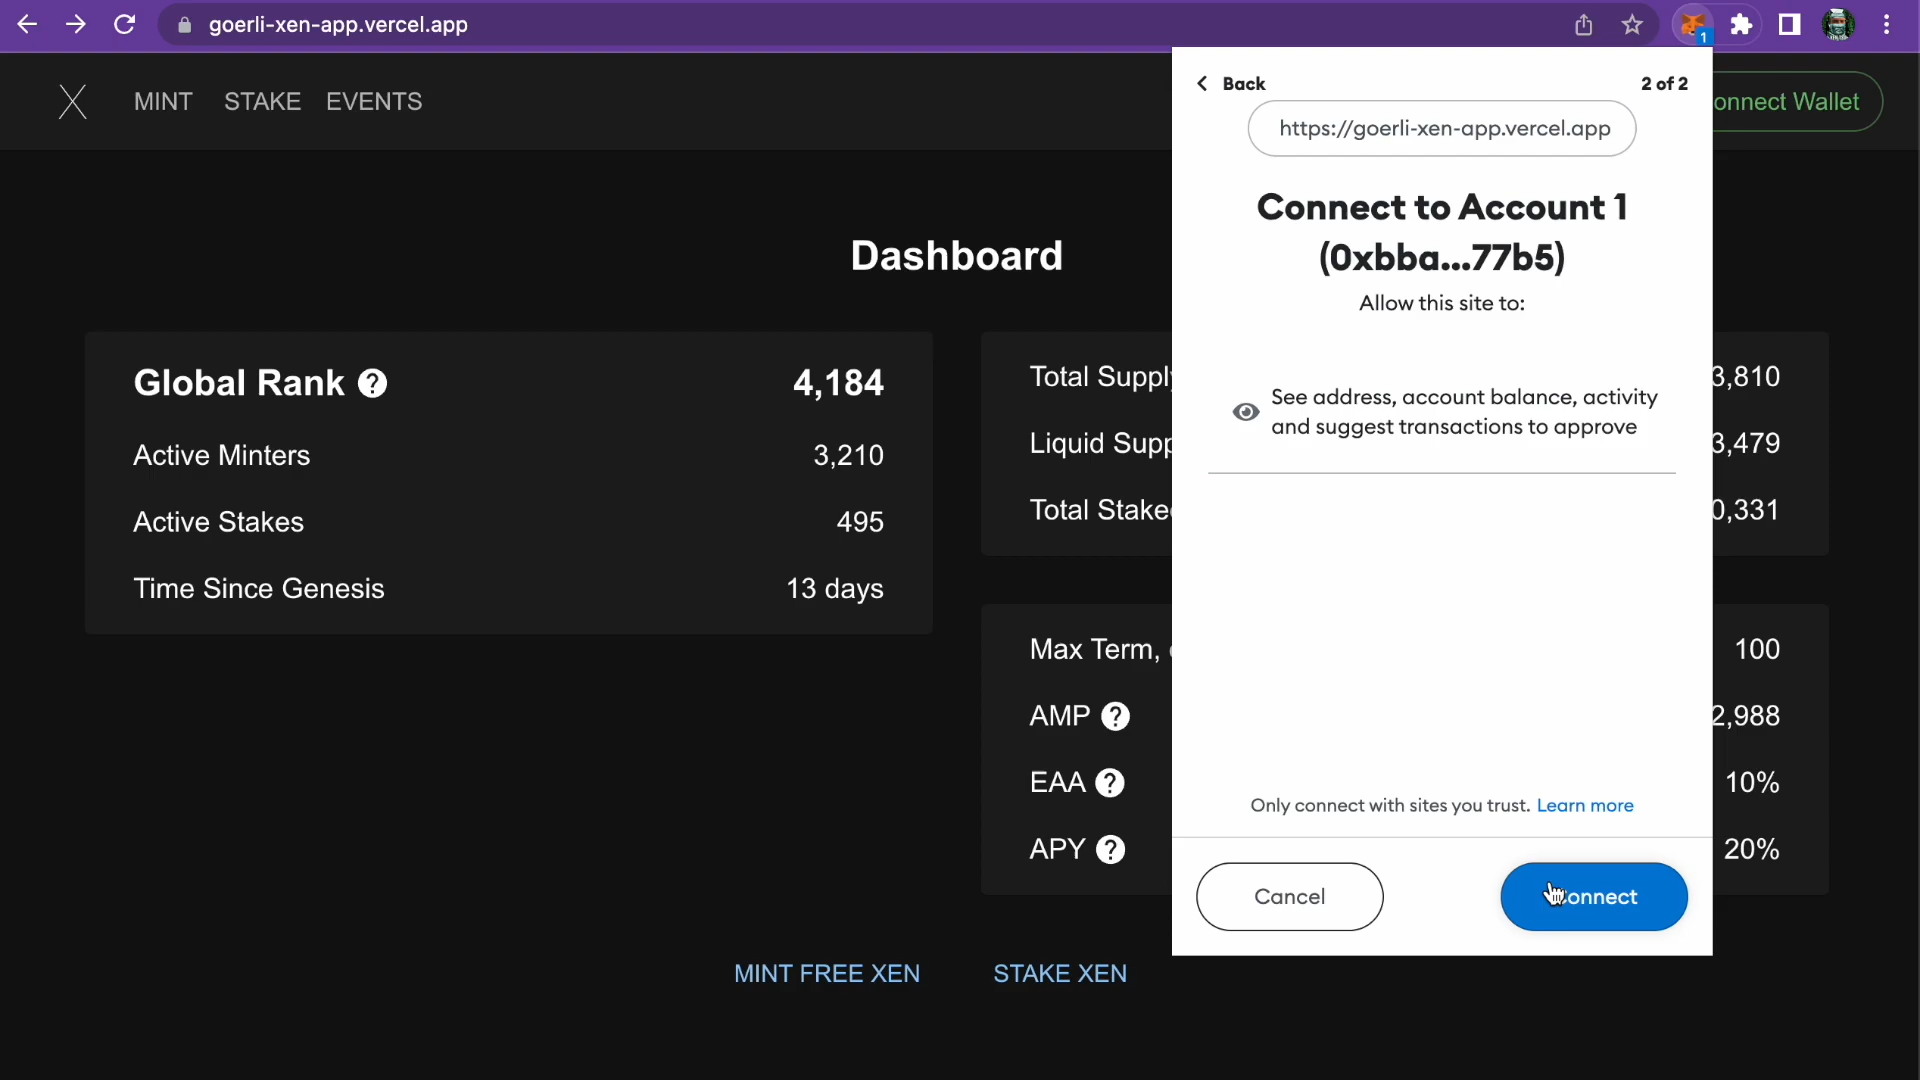 goerli-xen-app.vercel.app
1
MINT STAKE EVENTS
onnect Wallet
Back
2 of 2
https://goerli-xen-app.vercel.app
Connect to Account 1
(0xbba...77b5)
Allow this site to:
See address, account balance, activity
and suggest transactions to approve
Only connect with sites you trust. Learn more
Cancel
onnect
Dashboard
Global Rank ? 4,184
Active Minters 3,210
Active Stakes 495
Time Since Genesis 13 days
Total Supply 3,810
Liquid Supp 3,479
Total Stake 0,331
Max Term, 100
AMP ? 2,988
EAA ? 10%
APY ? 20%
MINT FREE XEN STAKE XEN